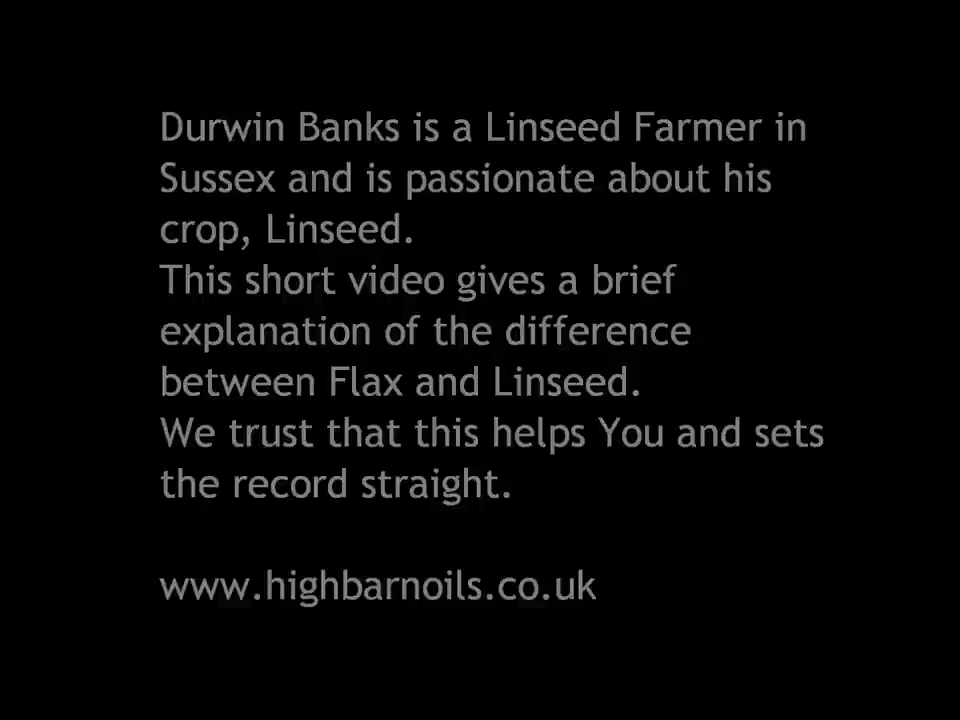 Durwin Banks is a Linseed Farmer in
Sussex and is passionate about his
crop, Linseed.
This short video gives a brief
explanation of the difference
between Flax and Linseed.
We trust that this helps You and sets
the record straight.
www.highbarnoils.co.uk